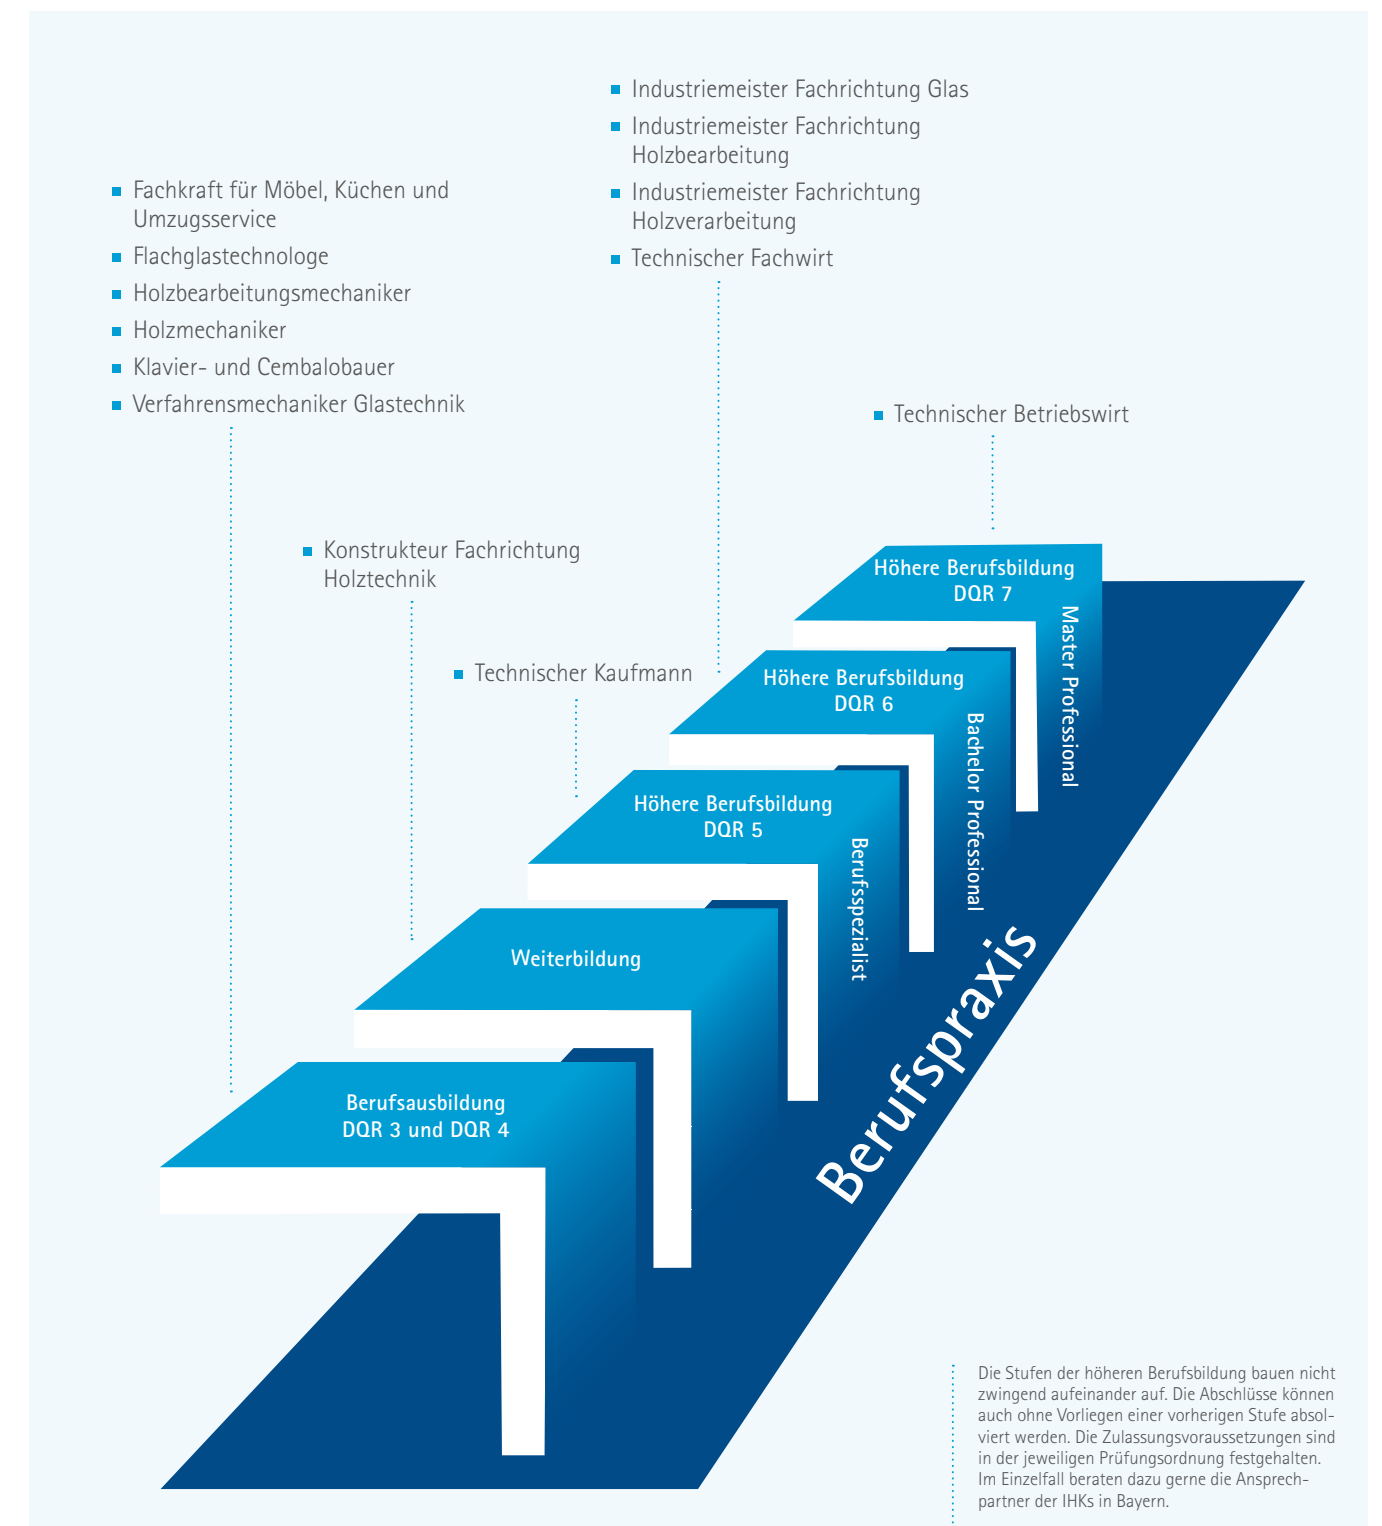 Industriemeister Fachrichtung Glas
Industriemeister Fachrichtung
Holzbearbeitung
Industriemeister Fachrichtung
Holzverarbeitung
Technischer Fachwirt
Fachkraft für Möbel, Küchen und
Umzugsservice
Flachglastechnologe
Holzbearbeitungsmechaniker
Holzmechaniker
Klavier- und Cembalobauer
Verfahrensmechaniker Glastechnik
Technischer Betriebswirt
Konstrukteur Fachrichtung
Holztechnik
Technischer Kaufmann
Höhere Berufsbildung
DQR 7
Master Professional
Höhere Berufsbildung
DQR 6
Bachelor Professional
Höhere Berufsbildung
DQR 5
Berufsspezialist
Weiterbildung
Berufsausbildung
DQR 3 und DQR 4
Berufspraxis
Die Stufen der höheren Berufsbildung bauen nicht
zwingend aufeinander auf. Die Abschlüsse können
auch ohne Vorliegen einer vorherigen Stufe absol-
viert werden. Die Zulassungsvoraussetzungen sind
in der jeweiligen Prüfungsordnung festgehalten.
Im Einzelfall beraten dazu gerne die Ansprech-
partner der IHKs in Bayern.